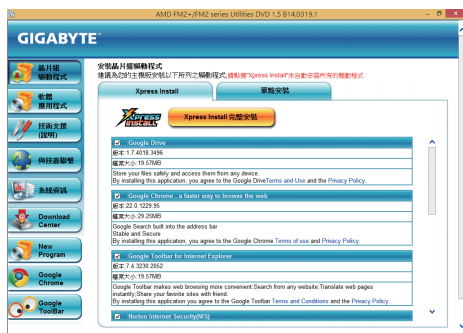 AMD FM2+/FM2 series Utilities DVD 1.5 B14.0319.1
GIGABYTE™
晶片組
驅動程式
軟體
應用程式
技術支援
(說明)
與技嘉聯繫
系統資訊
Download
Center
New
Program
Google
Chrome
Google
ToolBar
安裝晶片組驅動程式
建議為您的主機板安裝以下所列之驅動程式,請點選"Xpress Install"來自動安裝所有的驅動程式
Xpress Install
單點安裝
XPRESS
INSTALL
Xpress Install 完整安裝
Google Drive
版本:1.7.4018.3496
檔案大小:19.57MB
Store your files safely and access them from any device.
By installing this application, you agree to the Google DriveTerms and Use and the Privacy Policy.
Google Chrome , a faster way to browse the web
版本:22.0.1229.95
檔案大小:29.25MB
Google Search built into the address bar
Stable and Secure
By installing this application, you agree to the Google Chrome Terms of use and Privacy Policy.
Google Toolbar for Internet Explorer
版本:7.4.3230.2052
檔案大小:19.57MB
Google Toolbar makes web browsing more convenient:Search from any website;Translate web pages
instantly;Share your favorite sites with friend.
By installing this application, you agree to the Google Toolbar Terms and Conditions and the Privacy Policy.
Norton Internet Security(NIS)